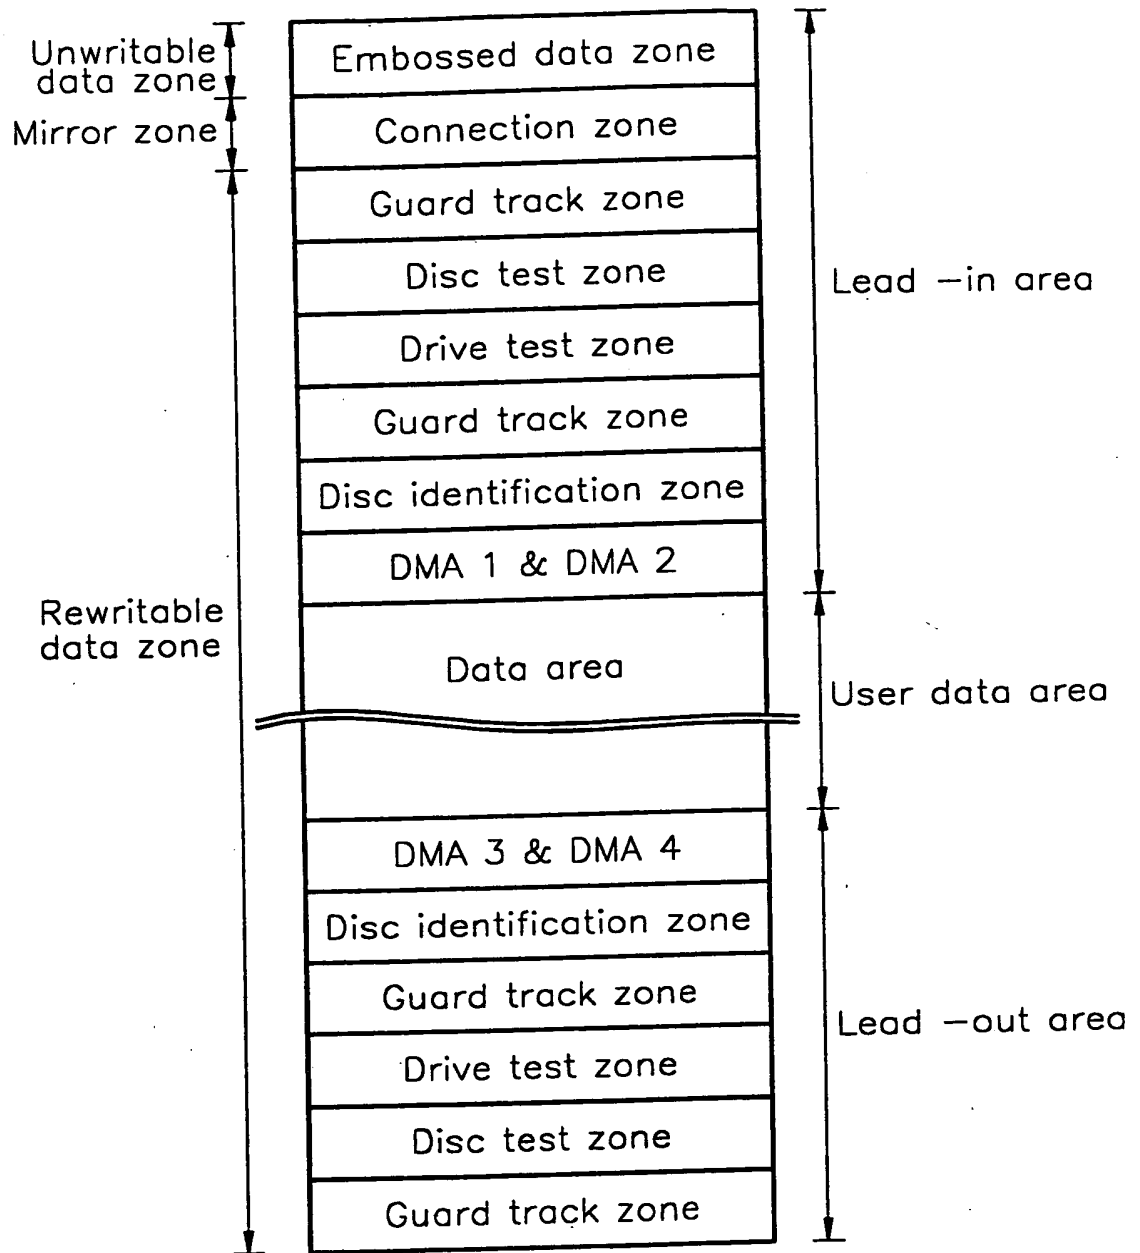 Unwritable
data zone
Embossed data zone
Mirror zone
Connection zone
Guard track zone
Disc test zone
Lead -in area
Drive test zone
Guard track zone
Disc identification zone
DMA 1 & DMA 2
Rewritable
data zone
Data area
User data area
DMA 3 & DMA 4
Disc identification zone
Guard track zone
Lead -out area
Drive test zone
Disc test zone
Guard track zone